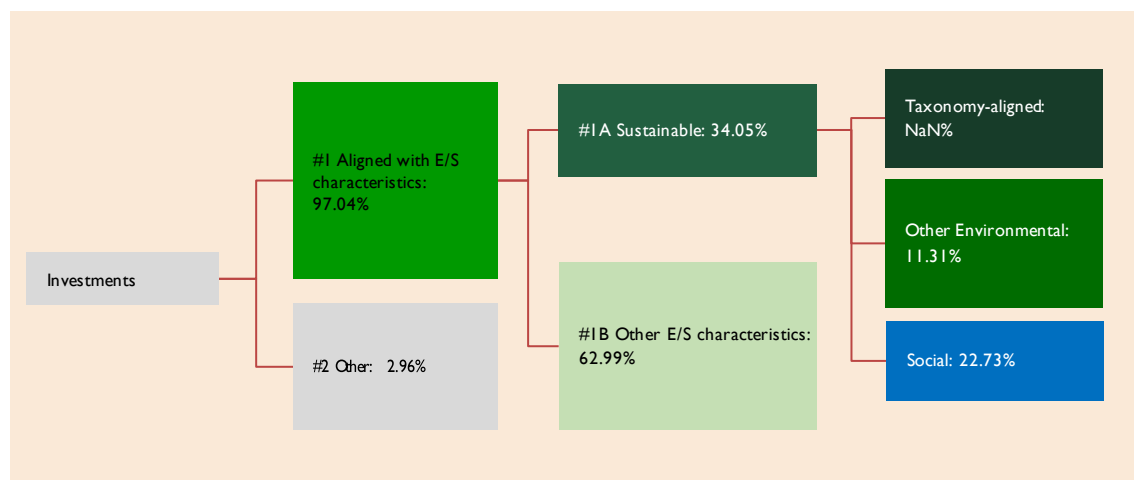 Investments
#1 Aligned with E/S
characteristics:
97.04%
#2 Other: 2.96%
#1A Sustainable: 34.05%
#1B Other E/S characteristics:
62.99%
Taxonomy-aligned:
NaN%
Other Environmental:
11.31%
Social: 22.73%